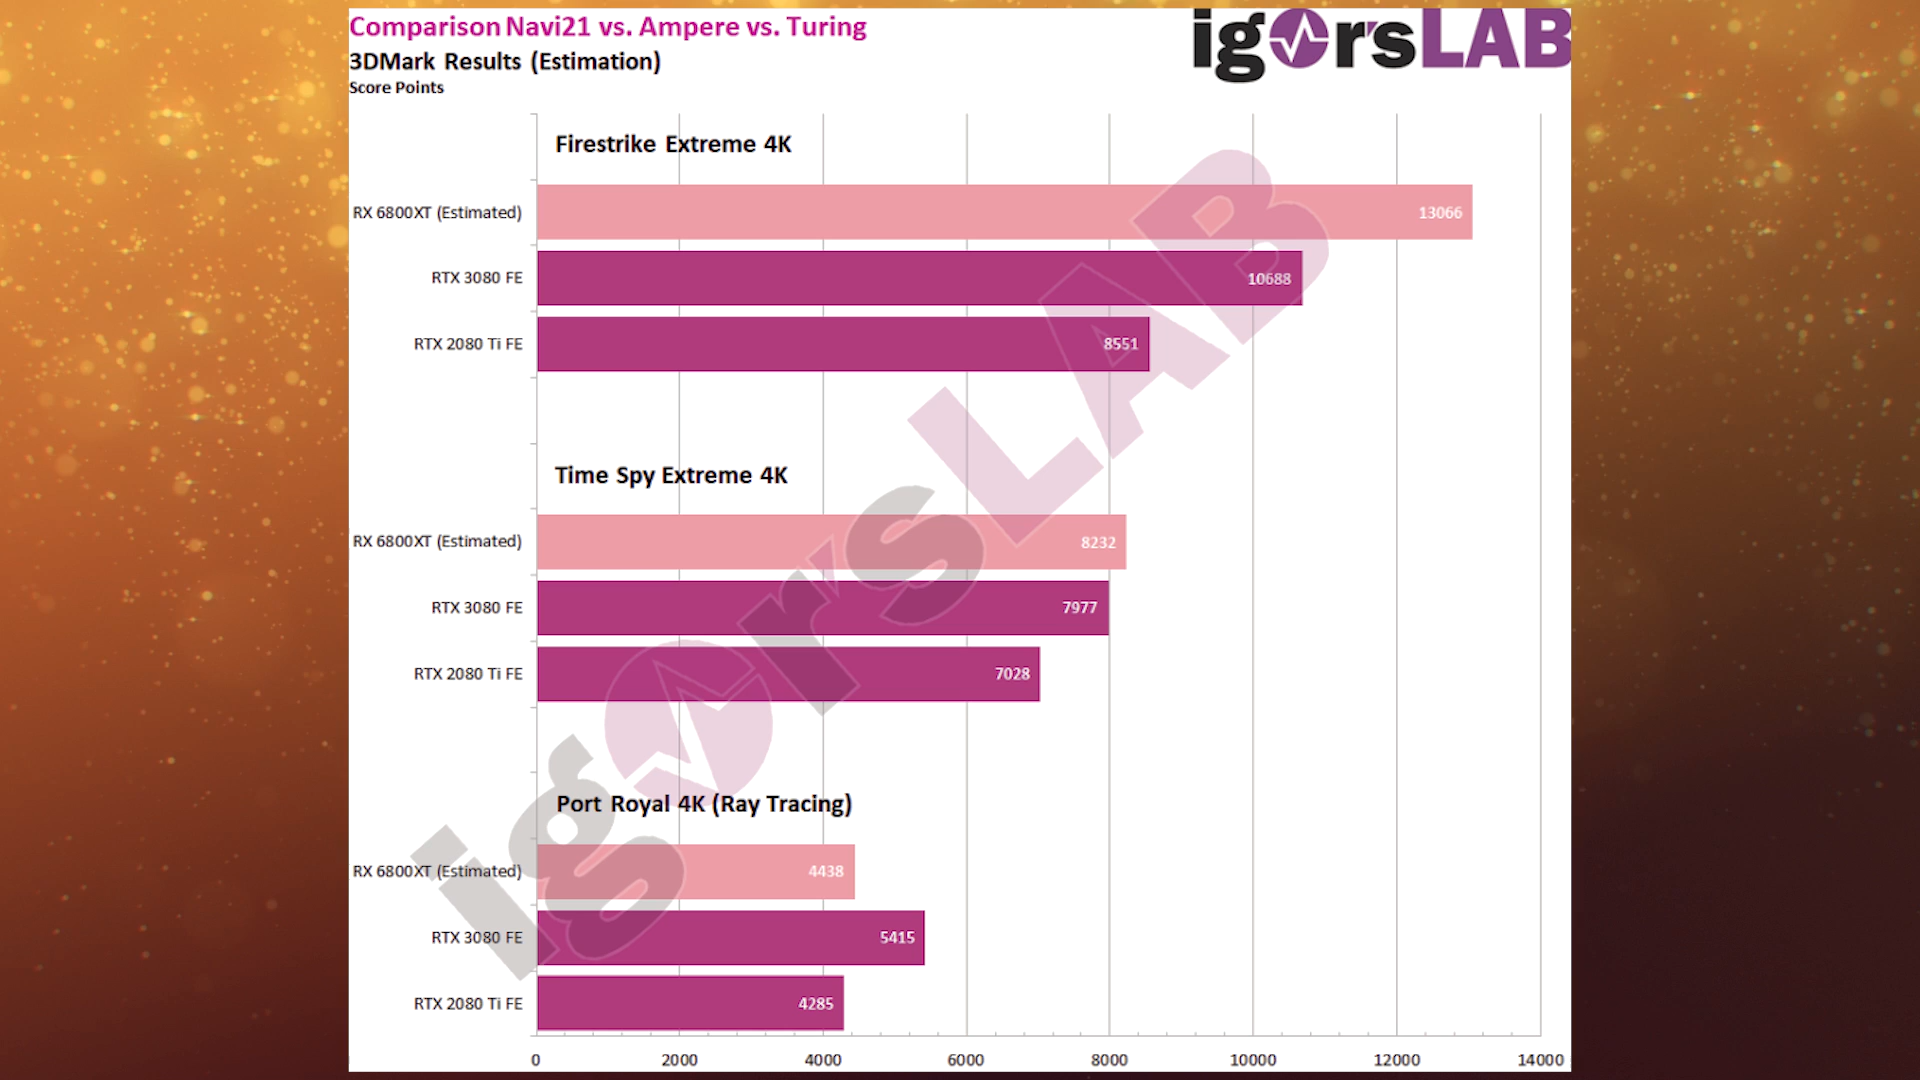 Comparison Navi21 vs. Ampere vs. Turing
3DMark Results (Estimation)
Score Points
igorsLAB
Firestrike Extreme 4K
RX 6800XT (Estimated) 13066
RTX 3080 FE 10688
RTX 2080 Ti FE 8551
Time Spy Extreme 4K
RX 6800XT (Estimated) 8232
RTX 3080 FE 7977
RTX 2080 Ti FE 7028
Port Royal 4K (Ray Tracing)
RX 6800XT (Estimated) 4438
RTX 3080 FE 5415
RTX 2080 Ti FE 4285
0 2000 4000 6000 8000 10000 12000 14000
igor'sLAB